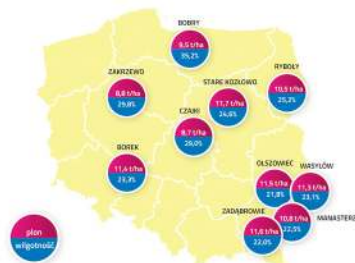 BOBRY
9,5 t/ha
35,2%
ZAKRZEWO
8,8 t/ha
29,8%
STARE KOZŁOWO
11,7 t/ha
24,6%
RYBOŁY
10,5 t/ha
25,2%
CZAJKI
8,7 t/ha
26,0%
BOREK
11,4 t/ha
23,3%
OLSZOWIEC
11,5 t/ha
21,8%
WASYLÓW
11,3 t/ha
23,1%
ZADĄBROWIE
11,6 t/ha
22,0%
10,8 t/ha
22,5%
MANASTERZ
plon
wilgotność